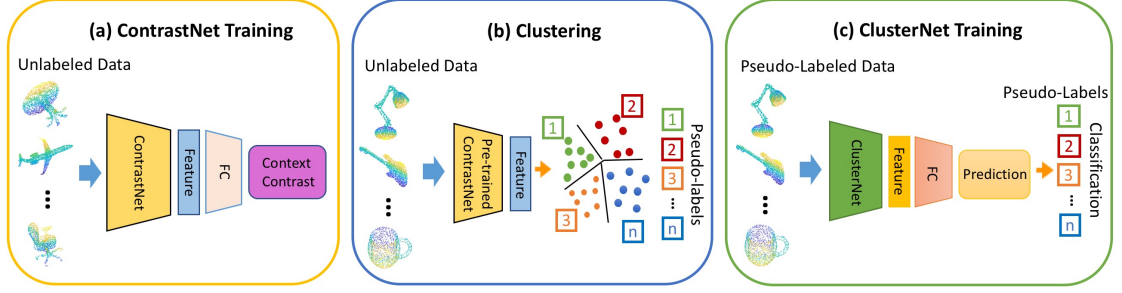 (a) ContrastNet Training
Unlabeled Data
...
ContrastNet
Feature
FC
Context
Contrast
(b) Clustering
Unlabeled Data
...
Pre-trained
ContrastNet
Feature
1
2
3
n
1
2
3
...
n
Pseudo-labels
(c) ClusterNet Training
Pseudo-Labeled Data
...
ClusterNet
Feature
FC
Prediction
Pseudo-Labels
1
2
3
...
n
Classification